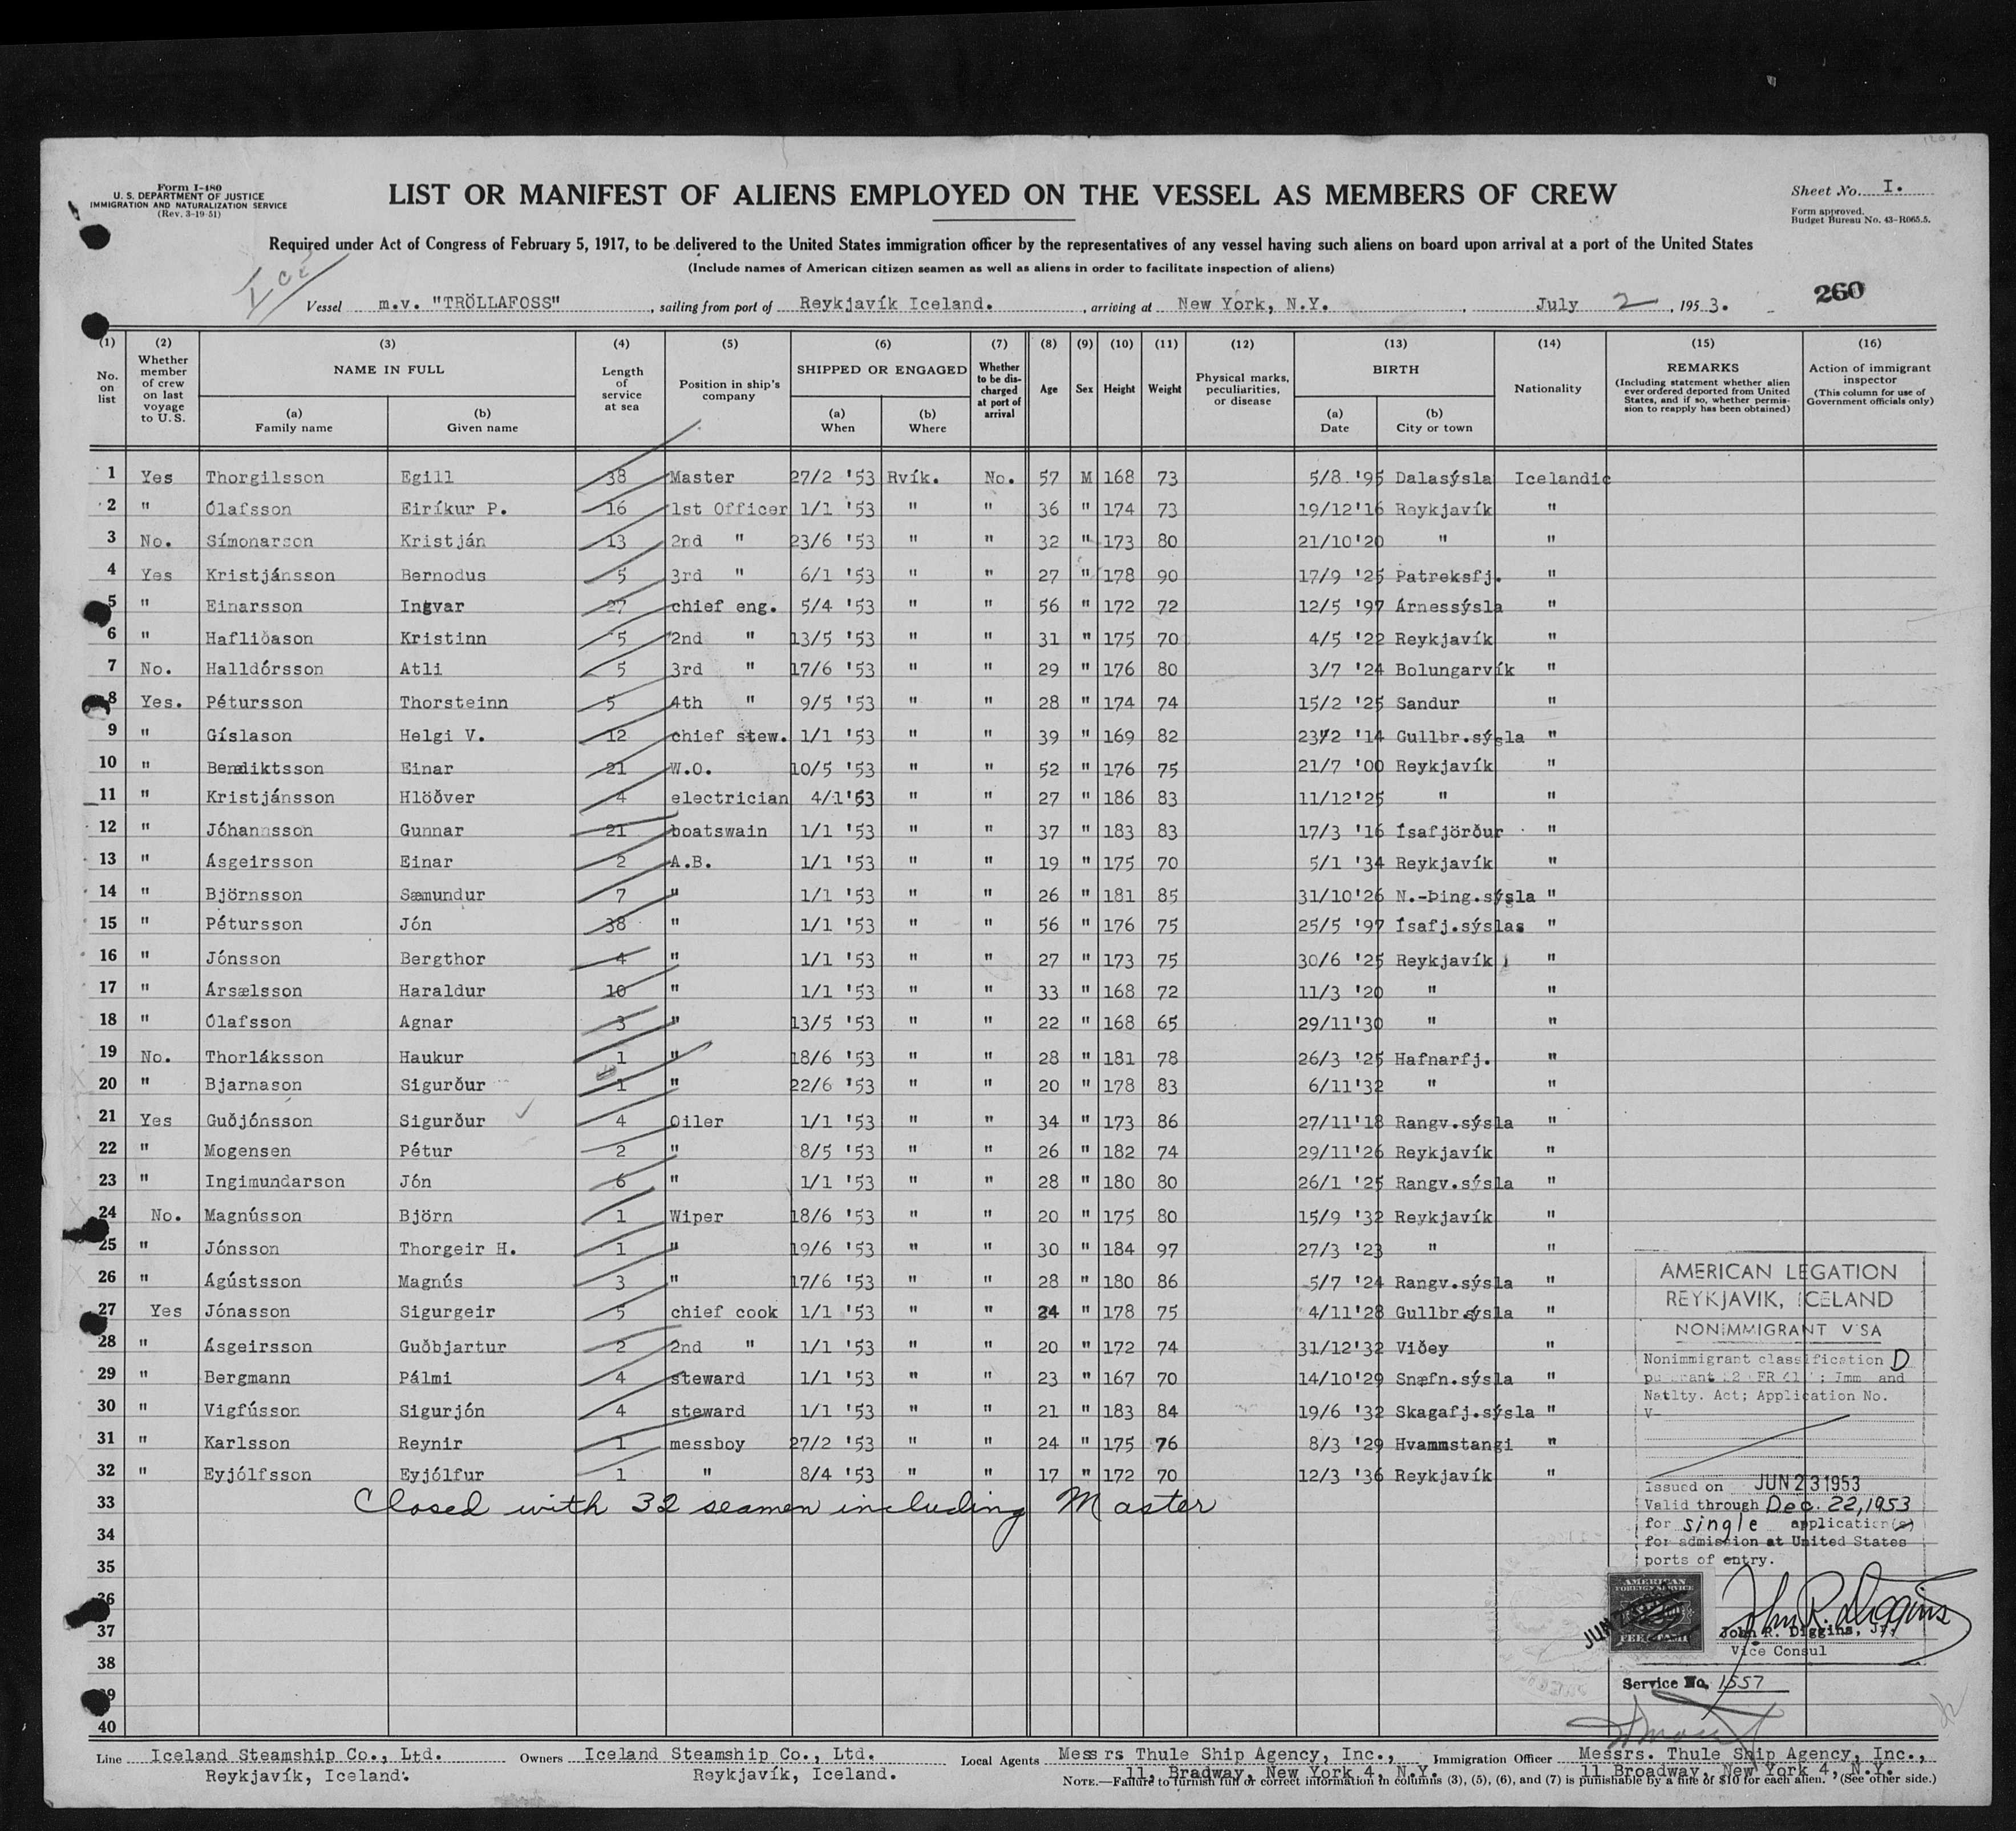 Form I-480
U. S. DEPARTMENT OF JUSTICE
IMMIGRATION AND NATURALIZATION SERVICE
(Rev. 3-19-51)
LIST OR MANIFEST OF ALIENS EMPLOYED ON THE VESSEL AS MEMBERS OF CREW
Sheet No. I.
Form approved.
Budget Bureau No. 43-R065.5.
Required under Act of Congress of February 5, 1917, to be delivered to the United States immigration officer by the representatives of any vessel having such aliens on board upon arrival at a port of the United States
(Include names of American citizen seamen as well as aliens in order to facilitate inspection of aliens)
Ice
260
Vessel m.v. "TRÖLLAFOSS" , sailing from port of Reykjavík Iceland. , arriving at New York, N.Y. , July 2 , 1953.
(1) No. on list
(2) Whether member of crew on last voyage to U.S.
(3) NAME IN FULL (a) Family name (b) Given name
(4) Length of service at sea
(5) Position in ship's company
(6) SHIPPED OR ENGAGED (a) When (b) Where
(7) Whether to be discharged at port of arrival
(8) Age
(9) Sex
(10) Height
(11) Weight
(12) Physical marks, peculiarities, or disease
(13) BIRTH (a) Date (b) City or town
(14) Nationality
(15) REMARKS (Including statement whether alien ever ordered deported from United States, and if so, whether permission to reapply has been obtained)
(16) Action of immigrant inspector (This column for use of Government officials only)
1 Yes Thorgilsson Egill 38 Master 27/2 '53 Rvík. No. 57 M 168 73 5/8 '95 Dalasýsla Icelandic
2 " Ólafsson Eiríkur P. 16 1st Officer 1/1 '53 " " 36 " 174 73 19/12'16 Reykjavík "
3 No. Símonarson Kristján 13 2nd " 23/6 '53 " " 32 " 173 80 21/10'20 " "
4 Yes Kristjánsson Bernodus 5 3rd " 6/1 '53 " " 27 " 178 90 17/9 '25 Patreksfj. "
5 " Einarsson Ingvar 27 chief eng. 5/4 '53 " " 56 " 172 72 12/5 '97 Árnessýsla "
6 " Hafliðason Kristinn 5 2nd " 13/5 '53 " " 31 " 175 70 4/5 '22 Reykjavík "
7 No. Halldórsson Atli 5 3rd " 17/6 '53 " " 29 " 176 80 3/7 '24 Bolungarvík "
8 Yes. Pétursson Thorsteinn 5 4th " 9/5 '53 " " 28 " 174 74 15/2 '25 Sandur "
9 " Gíslason Helgi V. 12 chief stew. 1/1 '53 " " 39 " 169 82 23/2 '14 Gullbr.sýsla "
10 " Benediktsson Einar 21 W.O. 10/5 '53 " " 52 " 176 75 21/7 '00 Reykjavík "
11 " Kristjánsson Hlöðver 4 electrician 4/1'53 " " 27 " 186 83 11/12'25 " "
12 " Jóhannsson Gunnar 21 boatswain 1/1 '53 " " 37 " 183 83 17/3 '16 Ísafjörður "
13 " Ásgeirsson Einar 2 A.B. 1/1 '53 " " 19 " 175 70 5/1 '34 Reykjavík "
14 " Björnsson Sæmundur 7 " 1/1 '53 " " 26 " 181 85 31/10'26 N.-Þing.sýsla "
15 " Pétursson Jón 38 " 1/1 '53 " " 56 " 176 75 25/5 '97 Ísafj.sýslas "
16 " Jónsson Bergthor 4 " 1/1 '53 " " 27 " 173 75 30/6 '25 Reykjavík "
17 " Ársælsson Haraldur 10 " 1/1 '53 " " 33 " 168 72 11/3 '20 " "
18 " Ólafsson Agnar 3 " 13/5 '53 " " 22 " 168 65 29/11'30 " "
19 No. Thorláksson Haukur 1 " 18/6 '53 " " 28 " 181 78 26/3 '25 Hafnarfj. "
20 " Bjarnason Sigurður 1 " 22/6 '53 " " 20 " 178 83 6/11'32 " "
21 Yes Guðjónsson Sigurður 4 Oiler 1/1 '53 " " 34 " 173 86 27/11'18 Rangv.sýsla "
22 " Mogensen Pétur 2 " 8/5 '53 " " 26 " 182 74 29/11'26 Reykjavík "
23 " Ingimundarson Jón 6 " 1/1 '53 " " 28 " 180 80 26/1 '25 Rangv.sýsla "
24 No. Magnússon Björn 1 Wiper 18/6 '53 " " 20 " 175 80 15/9 '32 Reykjavík "
25 " Jónsson Thorgeir H. 1 " 19/6 '53 " " 30 " 184 97 27/3 '23 " "
26 " Ágústsson Magnús 3 " 17/6 '53 " " 28 " 180 86 5/7 '24 Rangv.sýsla "
27 Yes Jónasson Sigurgeir 5 chief cook 1/1 '53 " " 24 " 178 75 4/11'28 Gullbr.sýsla "
28 " Ásgeirsson Guðbjartur 2 2nd " 1/1 '53 " " 20 " 172 74 31/12'32 Viðey "
29 " Bergmann Pálmi 4 steward 1/1 '53 " " 23 " 167 70 14/10'29 Snæfn.sýsla "
30 " Vigfússon Sigurjón 4 steward 1/1 '53 " " 21 " 183 84 19/6 '32 Skagafj.sýsla "
31 " Karlsson Reynir 1 messboy 27/2 '53 " " 24 " 175 76 8/3 '29 Hvammstangi "
32 " Eyjólfsson Eyjólfur 1 " 8/4 '53 " " 17 " 172 70 12/3 '36 Reykjavík "
33 Closed with 32 seamen including Master
34
35
36
37
38
39
40
AMERICAN LEGATION
REYKJAVIK, ICELAND
NONIMMIGRANT VISA
Nonimmigrant classification D
22 FR 41 ; Imm and
Natlty. Act; Application No.
V-
Issued on JUN 23 1953
Valid through Dec. 22, 1953
for single application(s)
for admission at United States
ports of entry.
AMERICAN
FOREIGN SERVICE
JUN
John R. Diggins
John R. Diggins, Jr.
Vice Consul
Service No. 1557
Line Iceland Steamship Co., Ltd. Owners Iceland Steamship Co., Ltd. Local Agents Messrs Thule Ship Agency, Inc., Immigration Officer Messrs. Thule Ship Agency, Inc.,
Reykjavík, Iceland. Reykjavík, Iceland. 11, Bradway, New York 4, N.Y. 11 Broadway, New York 4, N.Y.
NOTE.—Failure to furnish full or correct information in columns (3), (5), (6), and (7) is punishable by a fine of $10 for each alien. (See other side.)